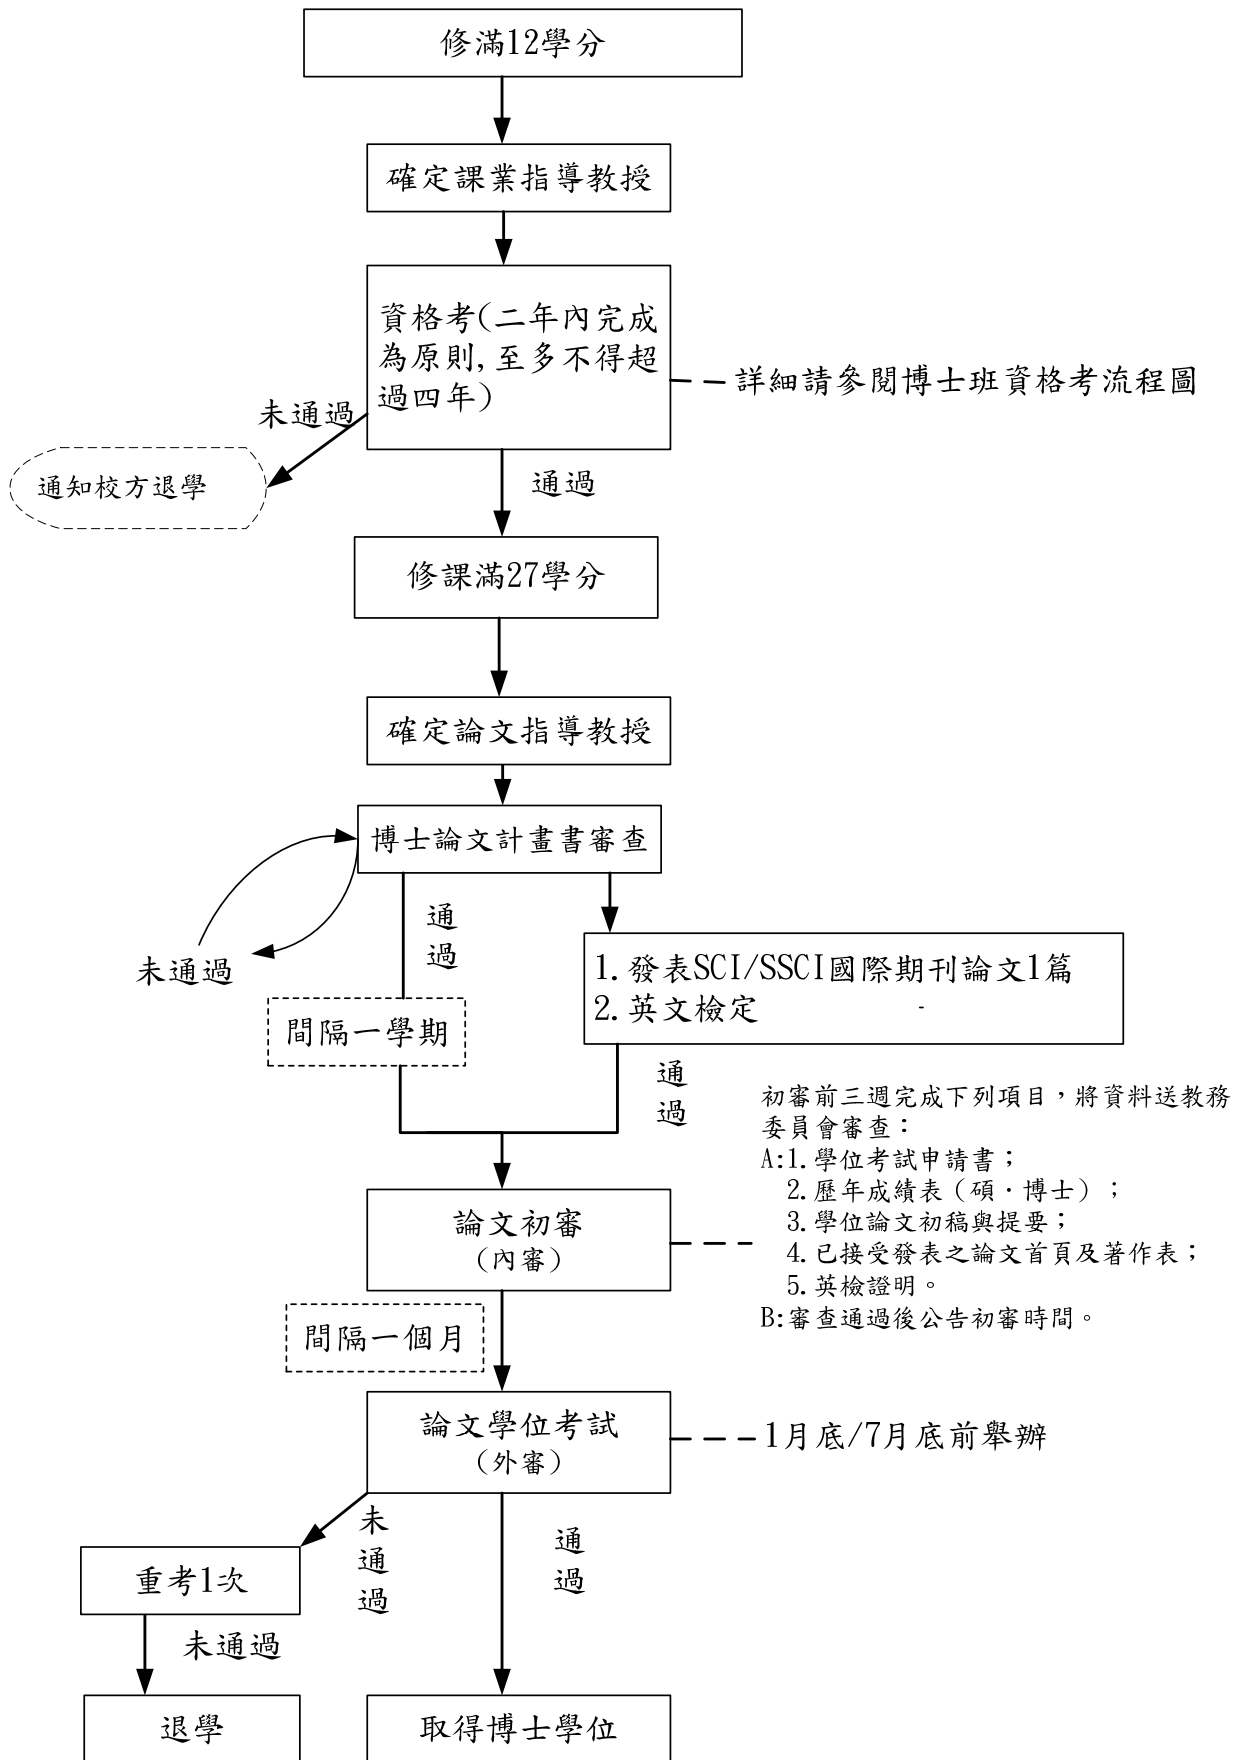 修滿12學分
確定課業指導教授
資格考(二年內完成
為原則,至多不得超
過四年)
詳細請參閱博士班資格考流程圖
未通過
通知校方退學
通過
修課滿27學分
確定論文指導教授
博士論文計畫書審查
未通過
通
過
1.發表SCI/SSCI國際期刊論文1篇
2.英文檢定 -
間隔一學期
通
過
初審前三週完成下列項目，將資料送教務
委員會審查：
A:1.學位考試申請書；
2.歷年成績表（碩．博士）；
3.學位論文初稿與提要；
4.已接受發表之論文首頁及著作表；
5.英檢證明。
B:審查通過後公告初審時間。
論文初審
（內審）
間隔一個月
論文學位考試
（外審）
1月底/7月底前舉辦
未
通
過
通
過
重考1次
未通過
退學
取得博士學位